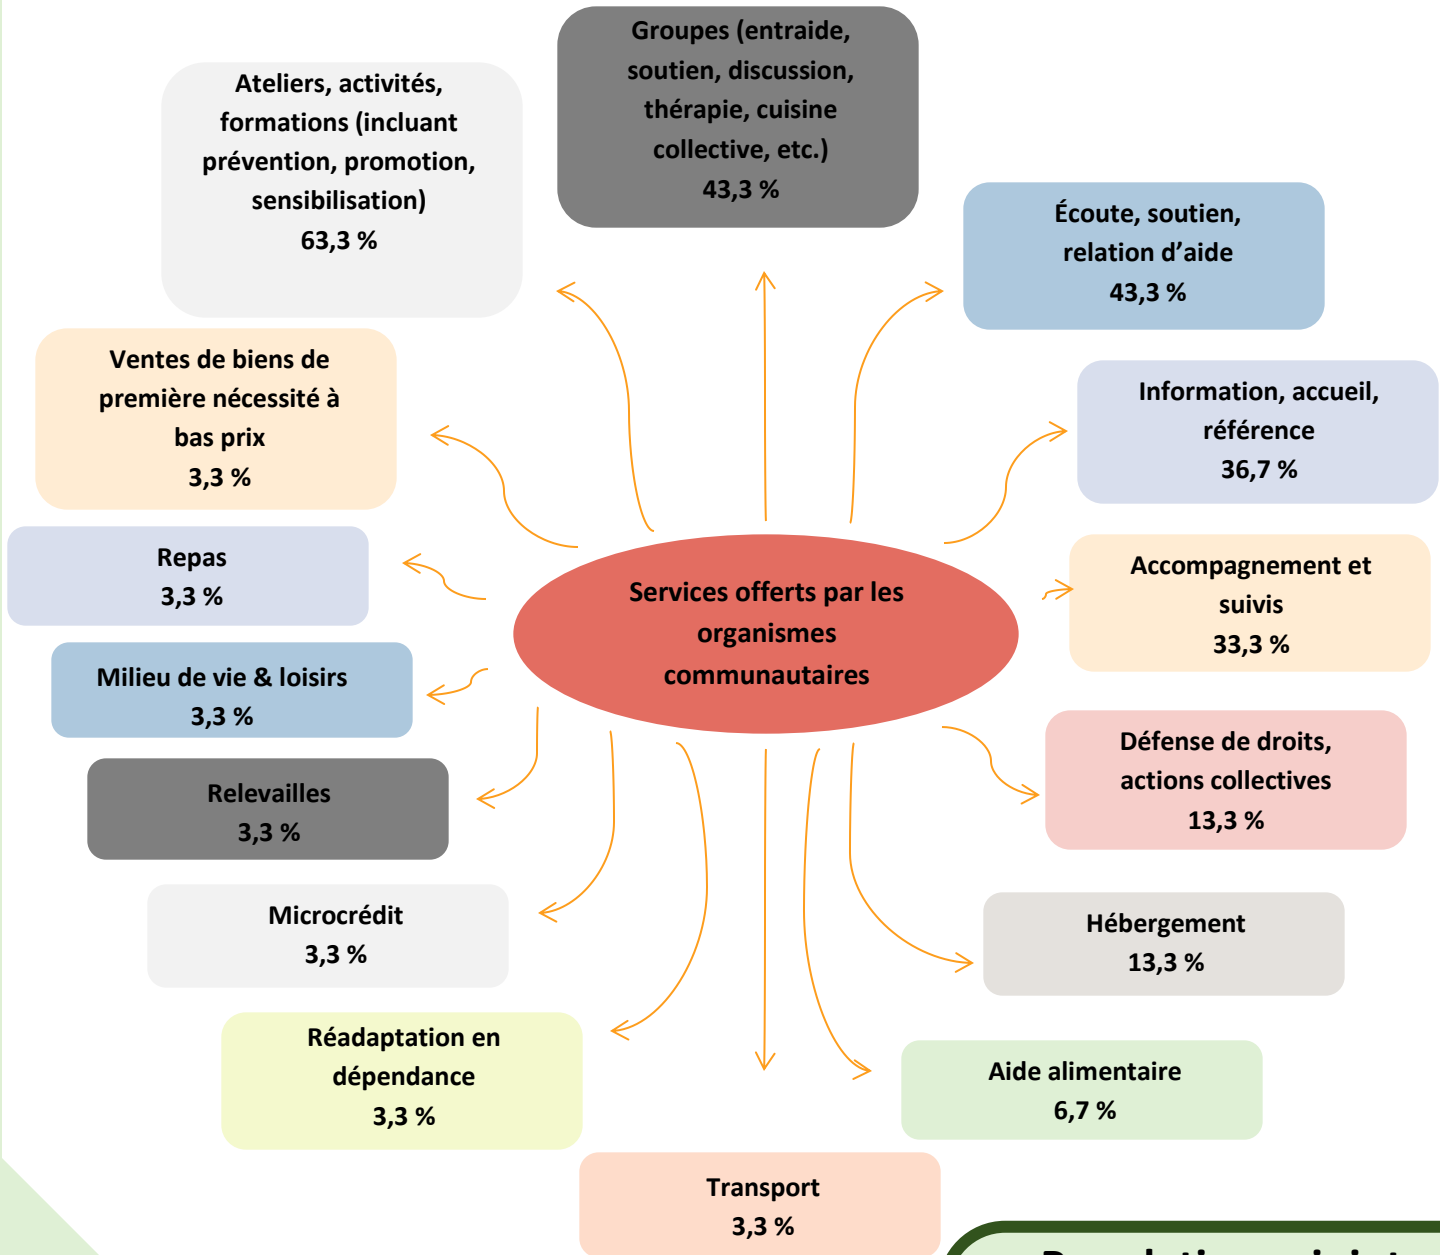 Groupes (entraide,
soutien, discussion,
thérapie, cuisine
collective, etc.)
43,3 %
Ateliers, activités,
formations (incluant
prévention, promotion,
sensibilisation)
63,3 %
Écoute, soutien,
relation d’aide
43,3 %
Ventes de biens de
première nécessité à
bas prix
3,3 %
Information, accueil,
référence
36,7 %
Repas
3,3 %
Services offerts par les
organismes
communautaires
Accompagnement et
suivis
33,3 %
Milieu de vie & loisirs
3,3 %
Défense de droits,
actions collectives
13,3 %
Relevailles
3,3 %
Microcrédit
3,3 %
Hébergement
13,3 %
Réadaptation en
dépendance
3,3 %
Aide alimentaire
6,7 %
Transport
3,3 %